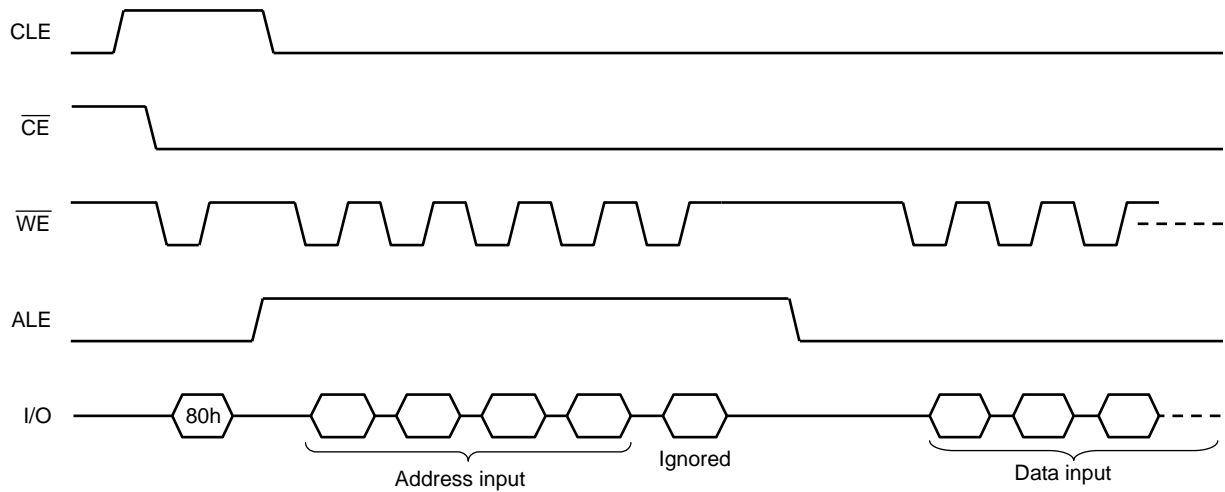 CLE
CE
WE
ALE
I/O
80h
Address input
Ignored
Data input